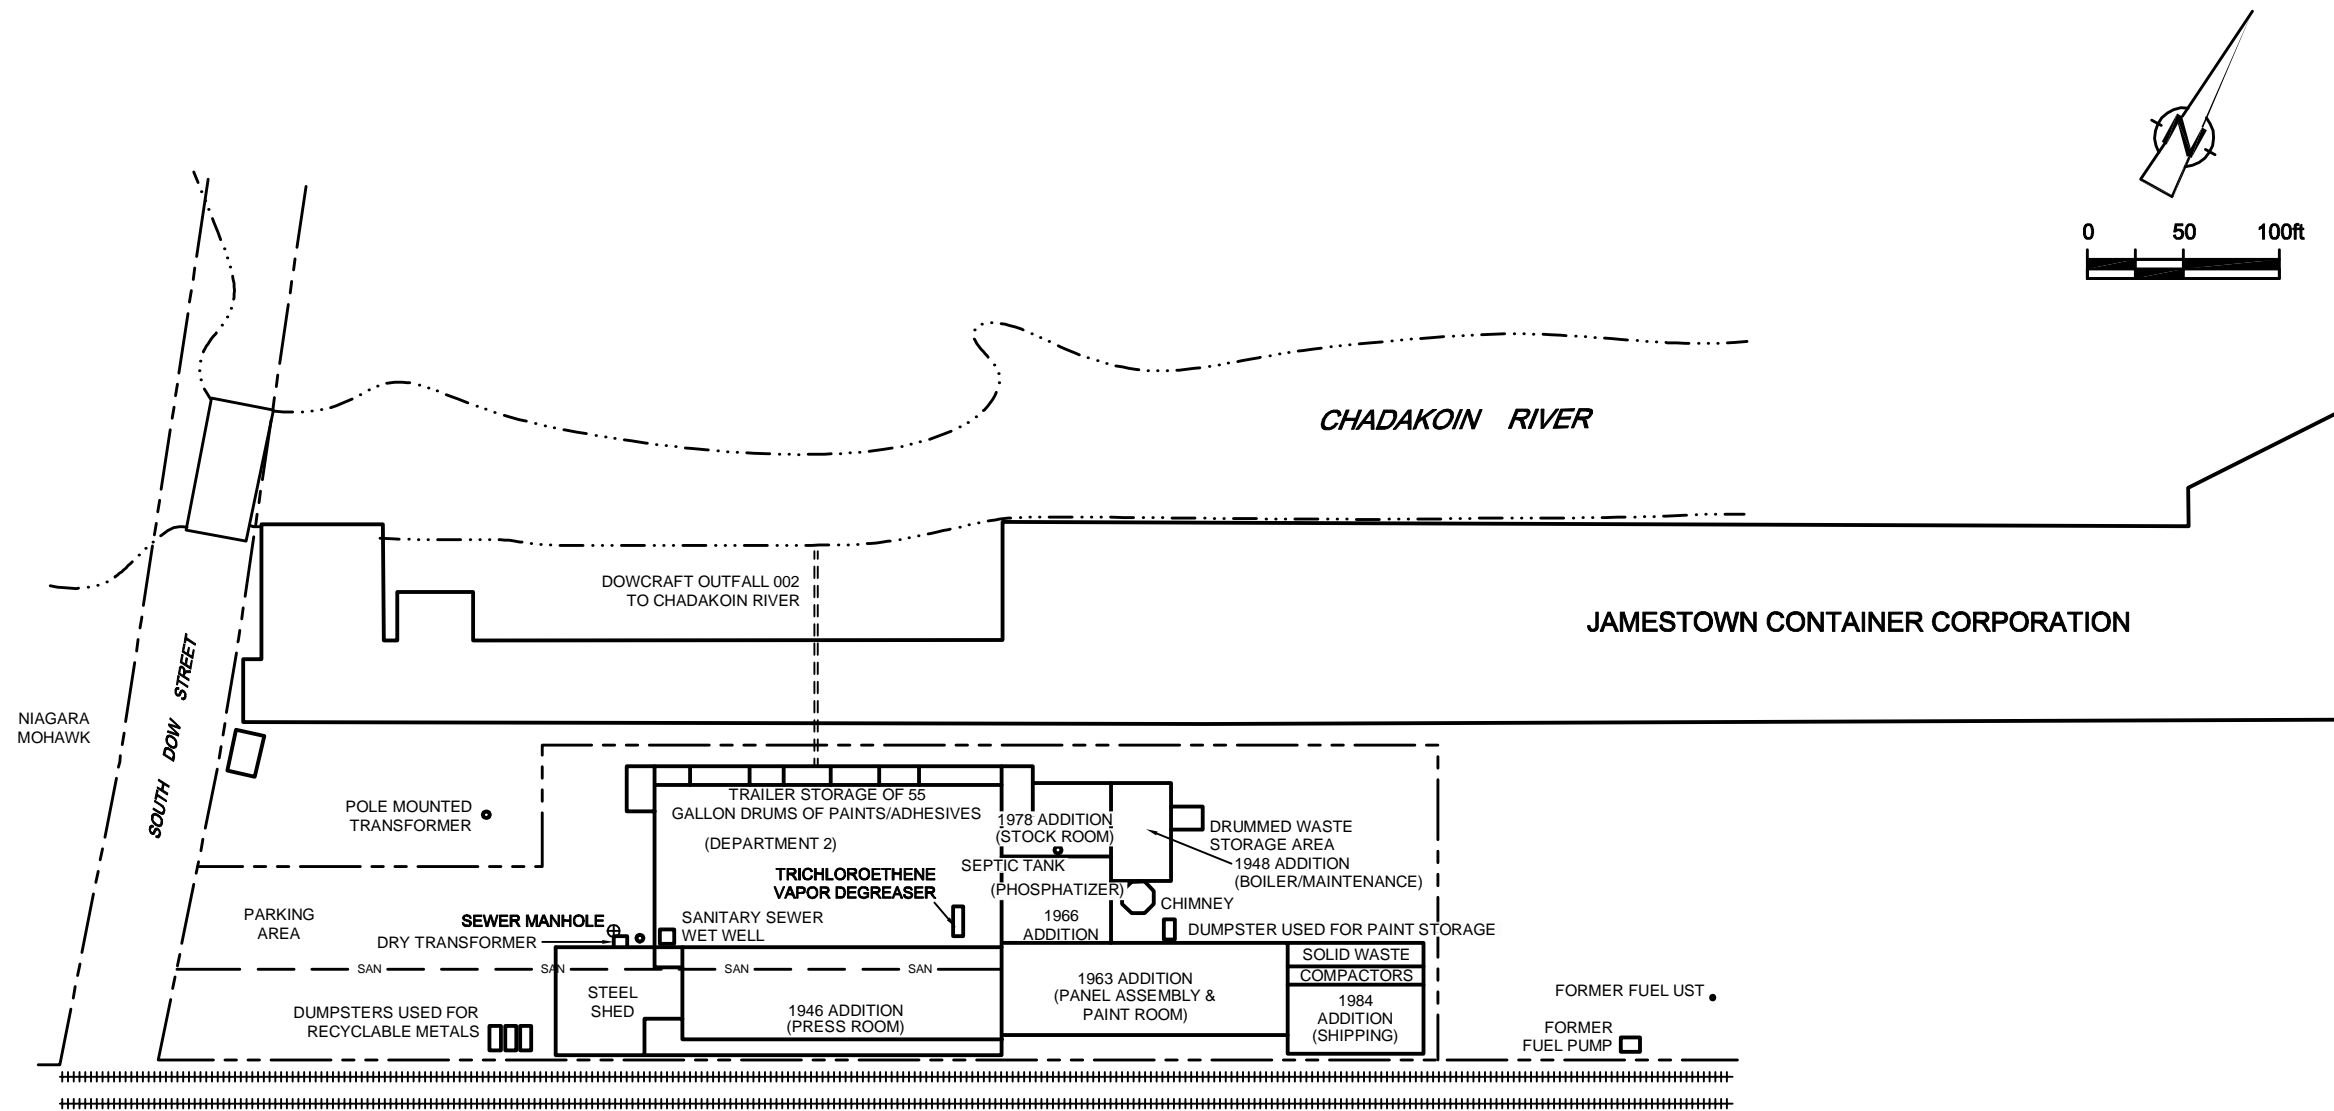 N
0 50 100ft
CHADAKOIN RIVER
DOWCRAFT OUTFALL 002
TO CHADAKOIN RIVER
JAMESTOWN CONTAINER CORPORATION
SOUTH DOW STREET
NIAGARA
MOHAWK
POLE MOUNTED
TRANSFORMER
TRAILER STORAGE OF 55
GALLON DRUMS OF PAINTS/ADHESIVES
(DEPARTMENT 2)
1978 ADDITION
(STOCK ROOM)
DRUMMED WASTE
STORAGE AREA
1948 ADDITION
(BOILER/MAINTENANCE)
SEPTIC TANK
TRICHLOROETHENE
VAPOR DEGREASER
(PHOSPHATIZER)
CHIMNEY
PARKING
AREA
SEWER MANHOLE
DRY TRANSFORMER
SANITARY SEWER
WET WELL
1966
ADDITION
DUMPSTER USED FOR PAINT STORAGE
SAN
SAN
SAN
SAN
SOLID WASTE
COMPACTORS
STEEL
SHED
1963 ADDITION
(PANEL ASSEMBLY &
PAINT ROOM)
DUMPSTERS USED FOR
RECYCLABLE METALS
1946 ADDITION
(PRESS ROOM)
1984
ADDITION
(SHIPPING)
FORMER FUEL UST
FORMER
FUEL PUMP